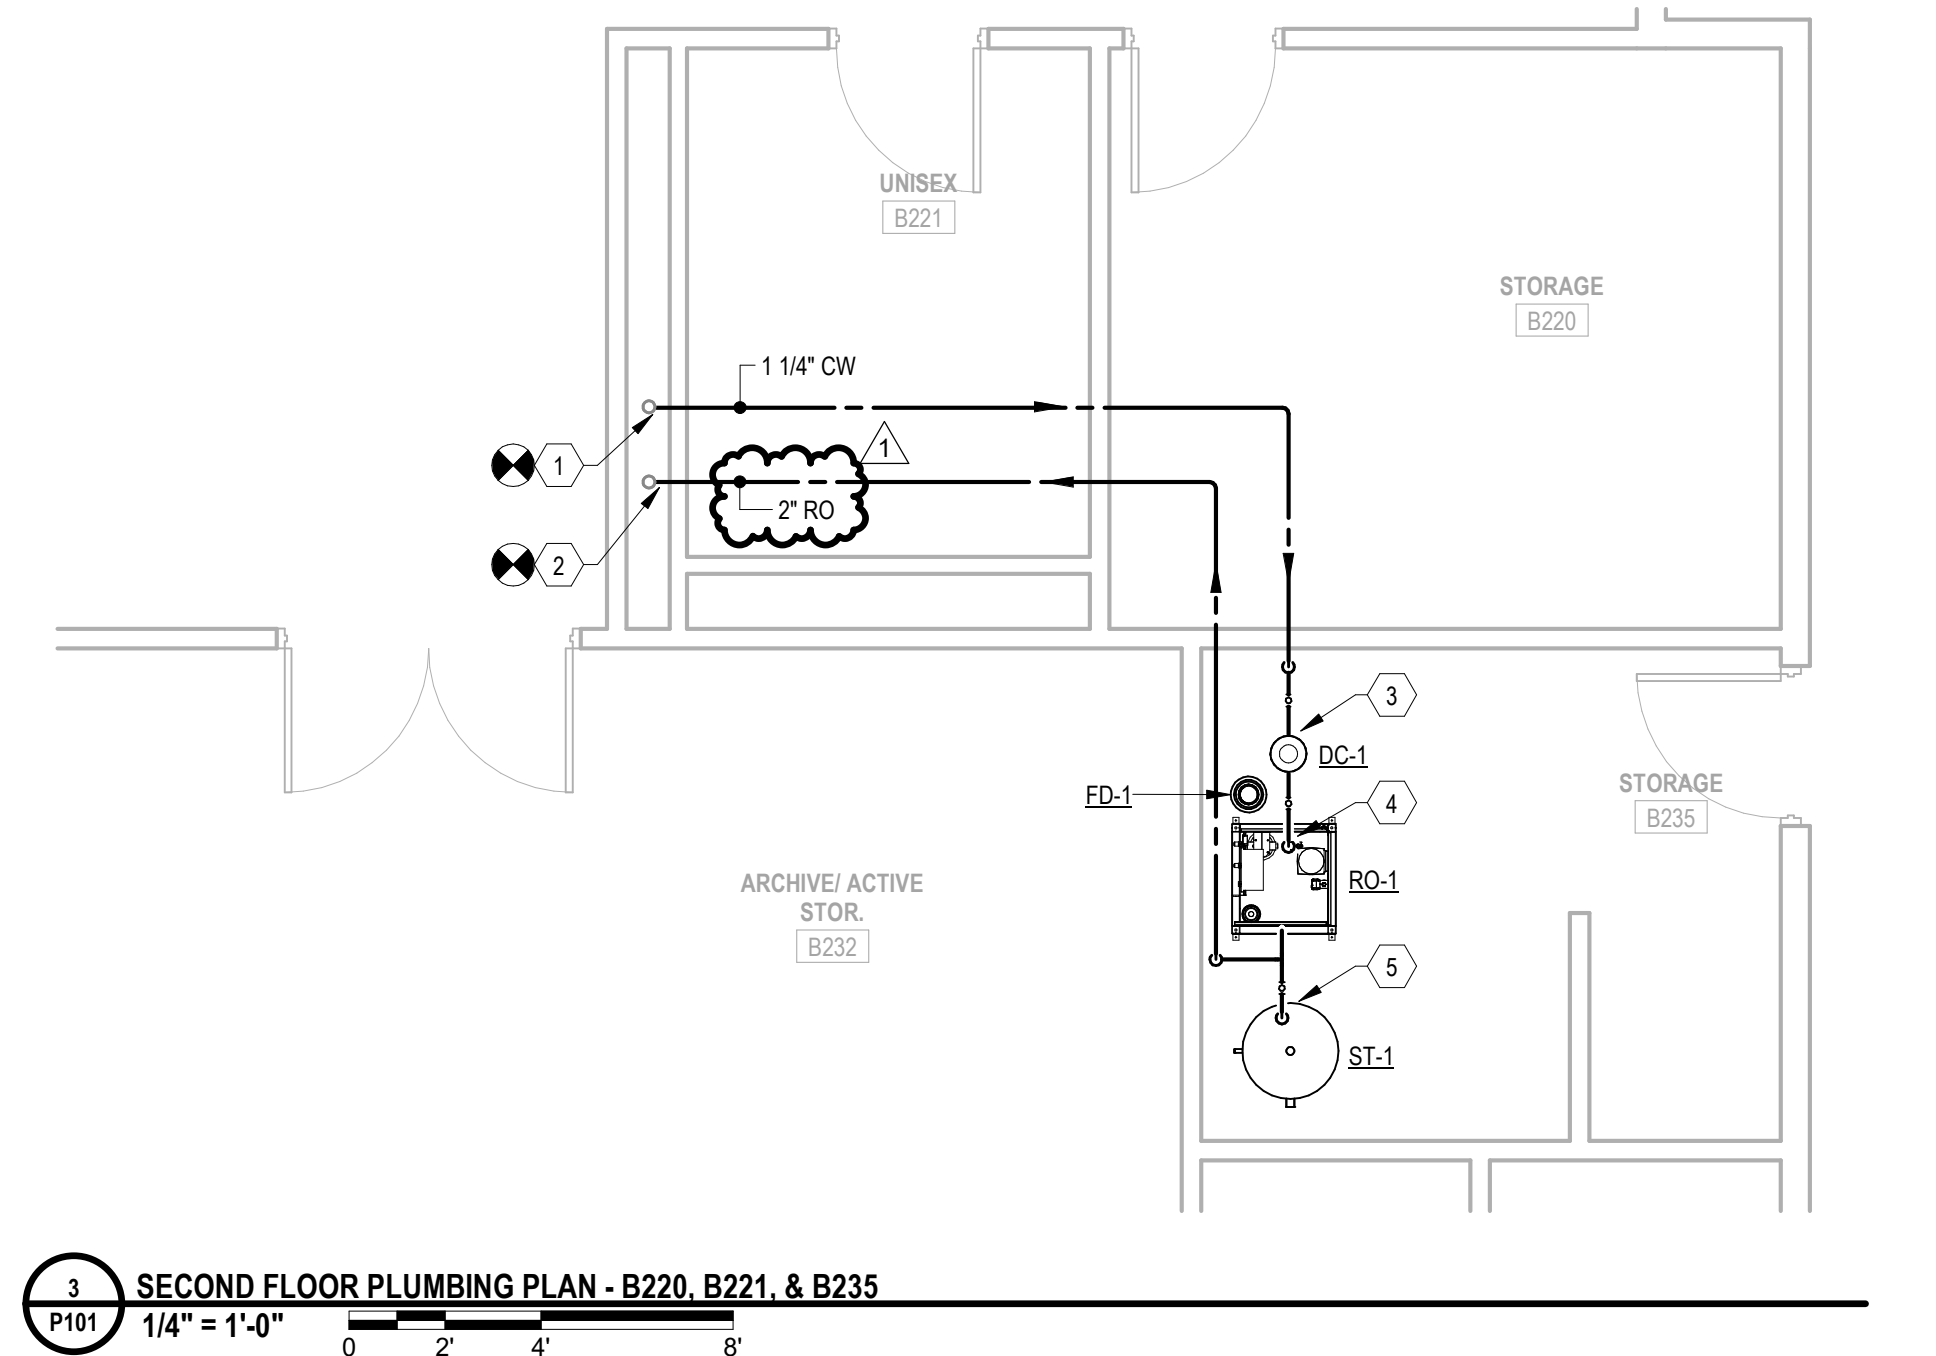 UNISEX
B221
STORAGE
B220
1 1/4" CW
1
1
2" RO
2
3
DC-1
FD-1
4
STORAGE
B235
RO-1
ARCHIVE/ ACTIVE
STOR.
B232
5
ST-1
3
P101
SECOND FLOOR PLUMBING PLAN - B220, B221, & B235
1/4" = 1'-0"
0 2' 4' 8'